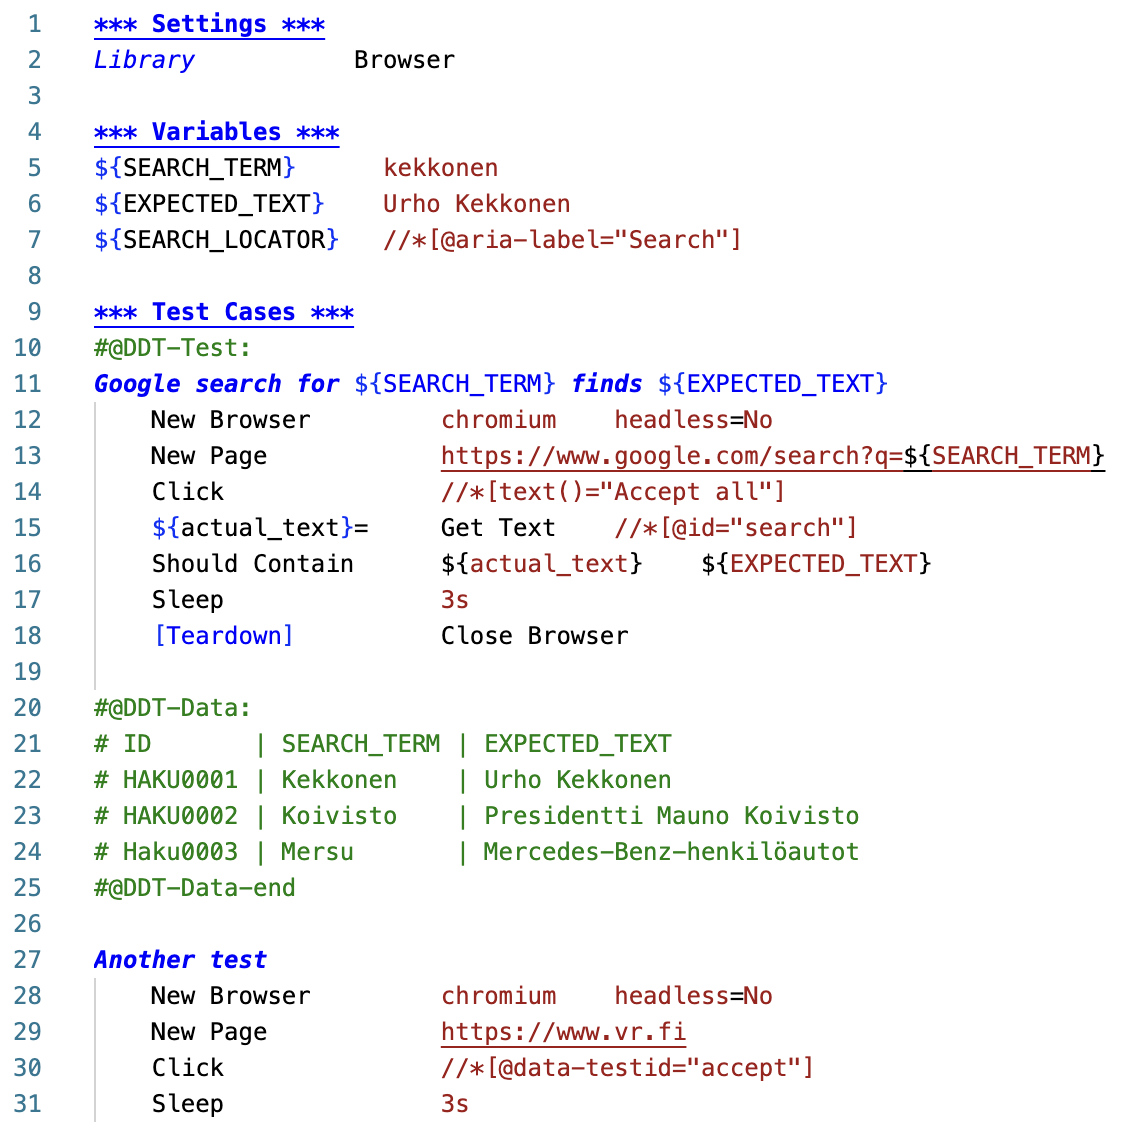 1 *** Settings ***
2 Library           Browser
3
4 *** Variables ***
5 ${SEARCH_TERM}      kekkonen
6 ${EXPECTED_TEXT}    Urho Kekkonen
7 ${SEARCH_LOCATOR}   //*[@aria-label="Search"]
8
9 *** Test Cases ***
10 #@DDT-Test:
11 Google search for ${SEARCH_TERM} finds ${EXPECTED_TEXT}
12     New Browser         chromium    headless=No
13     New Page            https://www.google.com/search?q=${SEARCH_TERM}
14     Click               //*[text()="Accept all"]
15     ${actual_text}=     Get Text    //*[@id="search"]
16     Should Contain      ${actual_text}    ${EXPECTED_TEXT}
17     Sleep               3s
18     [Teardown]          Close Browser
19
20 #@DDT-Data:
21 # ID       | SEARCH_TERM | EXPECTED_TEXT
22 # HAKU0001 | Kekkonen    | Urho Kekkonen
23 # HAKU0002 | Koivisto    | Presidentti Mauno Koivisto
24 # Haku0003 | Mersu       | Mercedes-Benz-henkilöautot
25 #@DDT-Data-end
26
27 Another test
28     New Browser         chromium    headless=No
29     New Page            https://www.vr.fi
30     Click               //*[@data-testid="accept"]
31     Sleep               3s